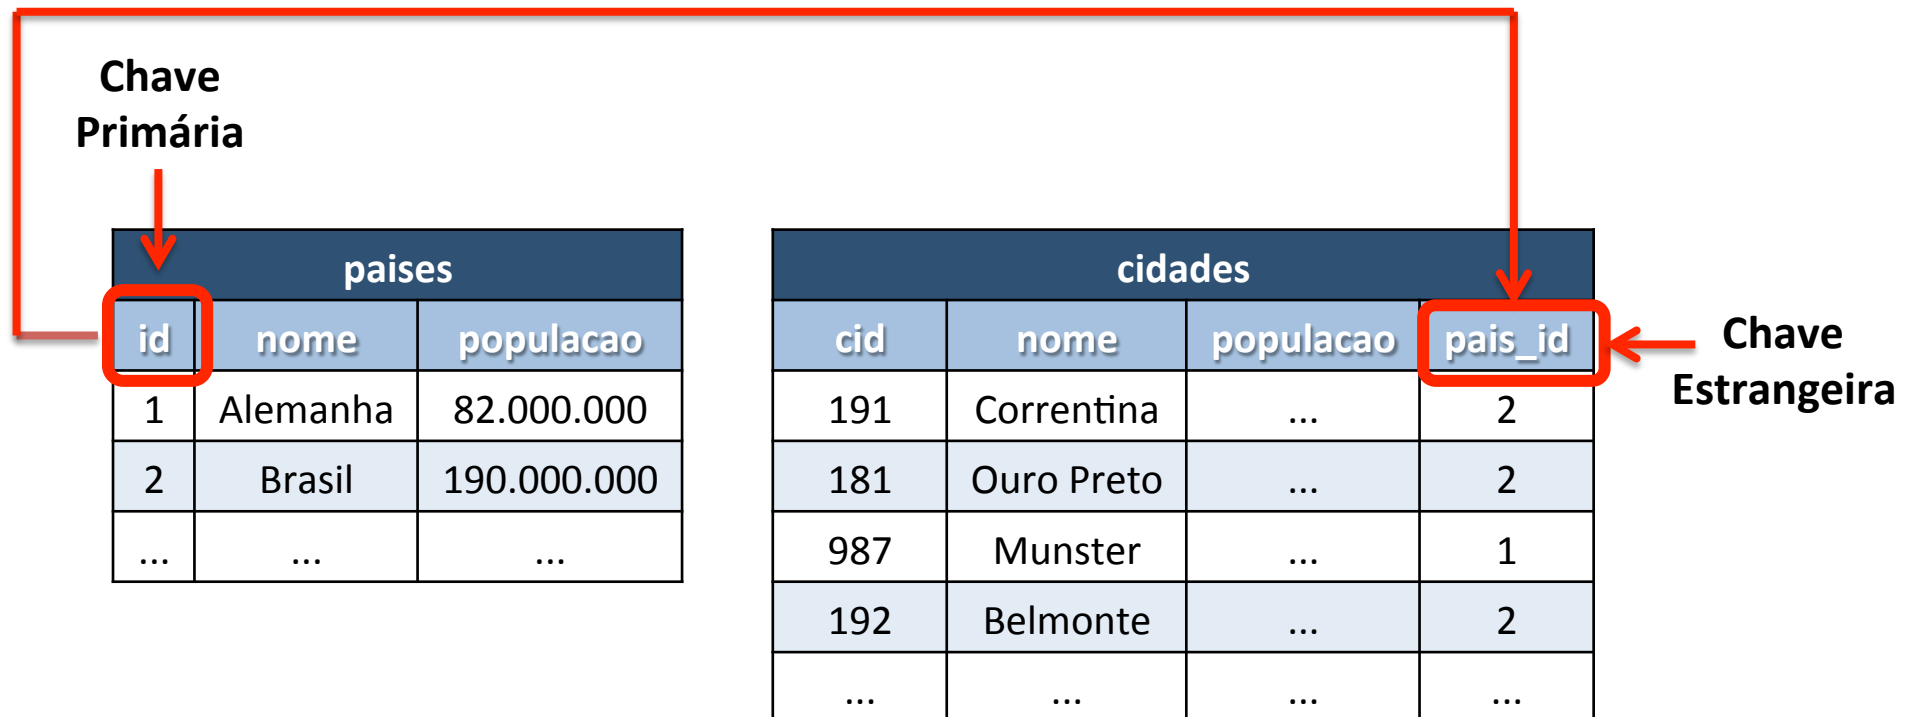 Chave
Primária
paises
id nome populacao
1 Alemanha 82.000.000
2 Brasil 190.000.000
... ... ...
cidades
cid nome populacao pais_id
191 Correntina ... 2
181 Ouro Preto ... 2
987 Munster ... 1
192 Belmonte ... 2
... ... ... ...
Chave
Estrangeira